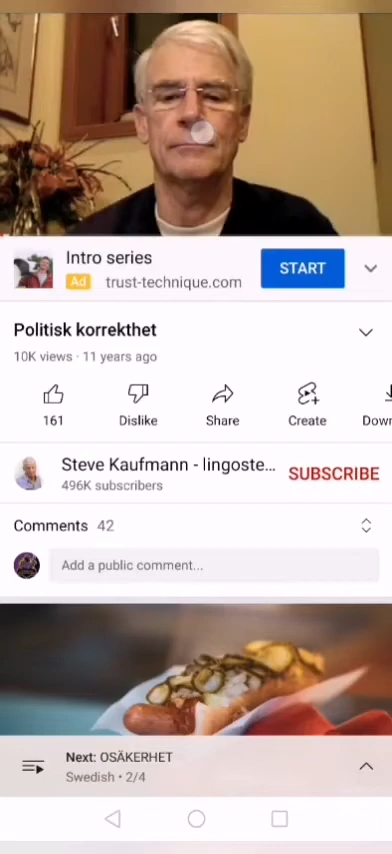 Intro series
START
Ad trust-technique.com
Politisk korrekthet
10K views · 11 years ago
161
Dislike
Share
Create
Down
Steve Kaufmann - lingoste...
SUBSCRIBE
496K subscribers
Comments 42
Add a public comment...
Next: OSÄKERHET
Swedish • 2/4